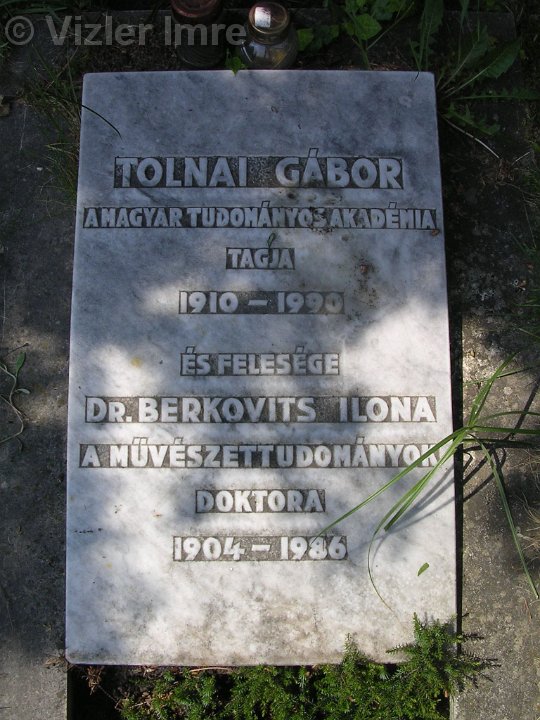 © Vizler Imre
TOLNAI GÁBOR
A MAGYAR TUDOMÁNYOS AKADÉMIA
TAGJA
1910 – 1990
ÉS FELESÉGE
DR. BERKOVITS ILONA
A MŰVÉSZETTUDOMÁNYOK
DOKTORA
1904 – 1986